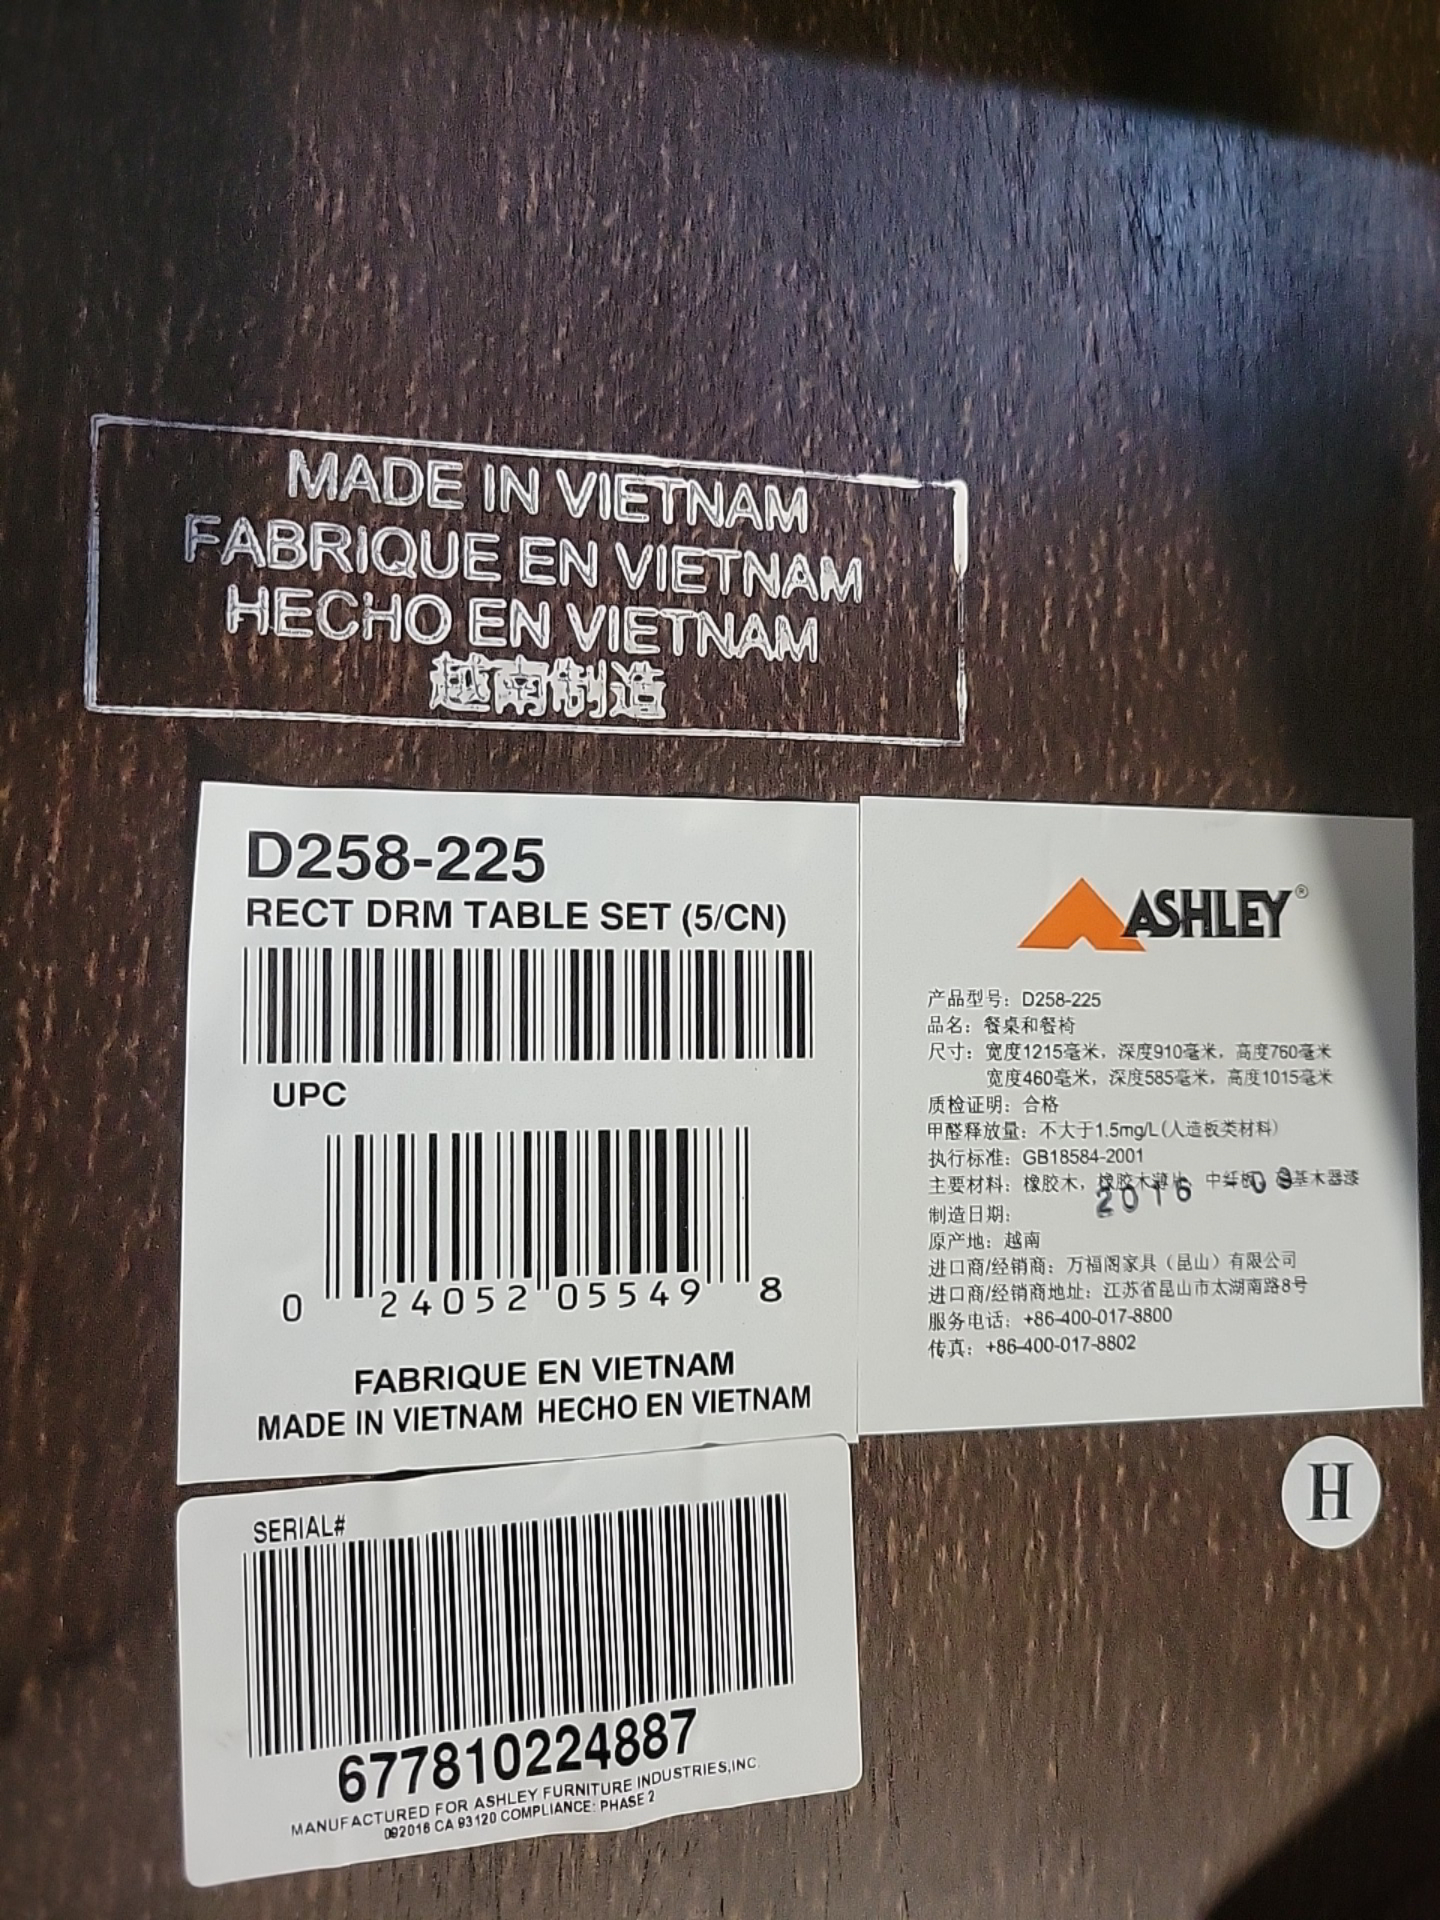 MADE IN VIETNAM
FABRIQUE EN VIETNAM
HECHO EN VIETNAM
越南制造
D258-225
RECT DRM TABLE SET (5/CN)
UPC
0 24052 05549 8
FABRIQUE EN VIETNAM
MADE IN VIETNAM HECHO EN VIETNAM
ASHLEY®
产品型号：D258-225
品名：餐桌和餐椅
尺寸：宽度1215毫米，深度910毫米，高度760毫米
宽度460毫米，深度585毫米，高度1015毫米
质检证明：合格
甲醛释放量：不大于1.5mg/L(人造板类材料)
执行标准：GB18584-2001
主要材料：橡胶木，橡胶木薄片，中纤板，基木器漆
2016 -09
制造日期：
原产地：越南
进口商/经销商：万福阁家具（昆山）有限公司
进口商/经销商地址：江苏省昆山市太湖南路8号
服务电话：+86-400-017-8800
传真：+86-400-017-8802
H
SERIAL#
677810224887
MANUFACTURED FOR ASHLEY FURNITURE INDUSTRIES,INC.
092016 CA 93120 COMPLIANCE: PHASE 2